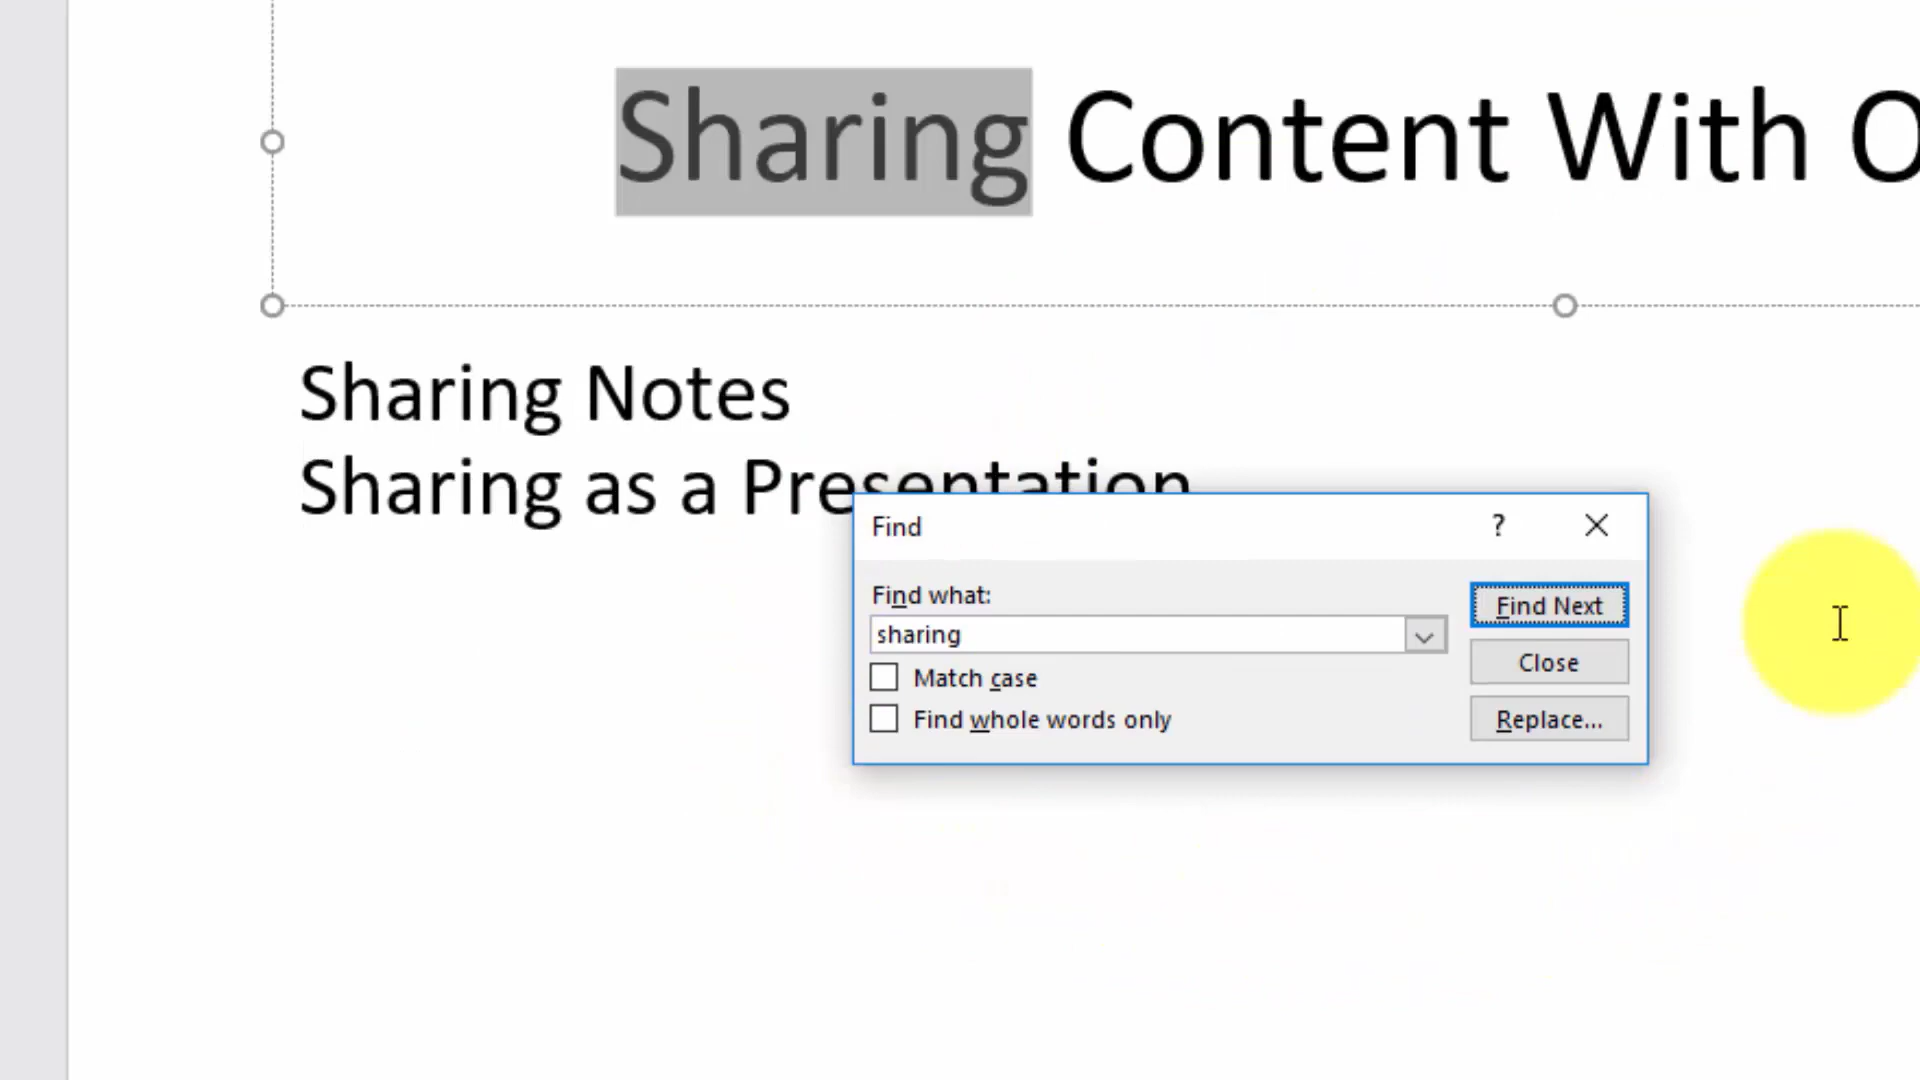 Sharing Content With O
Sharing Notes
Sharing as a Presentation
Find
?
Find what:
Find Next
sharing
Close
Match case
Find whole words only
Replace...